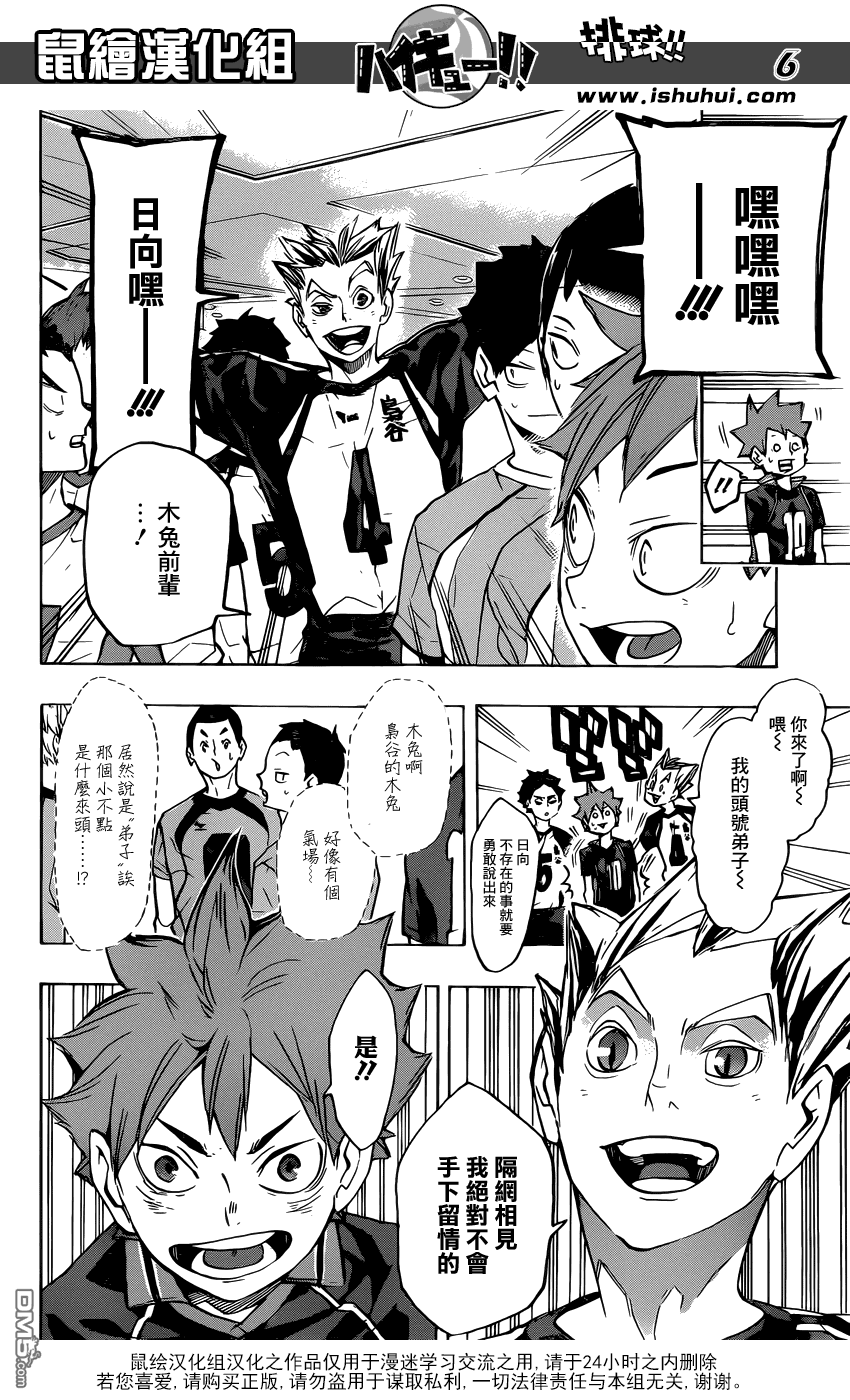 鼠繪漢化組
ハイキュー!!
排球!!
6
www.ishuhui.com
嘿嘿嘿
——!!!
日向嘿——!!!
木兔前輩
…!
梟谷
4
5
10
!!
你來了啊~
喂~
我的頭號弟子~
日向
不存在的事就要
勇敢說出來
木兔啊
梟谷的木兔
好像有個
氣場~
居然說是"弟子"誒
那個小不點
是什麼來頭……!?
是!!
隔網相見
我絕對不會
手下留情的
DM5.com
鼠绘汉化组汉化之作品仅用于漫迷学习交流之用, 请于24小时之内删除
若您喜爱, 请购买正版, 请勿盗用于谋取私利, 一切法律责任与本组无关, 谢谢。